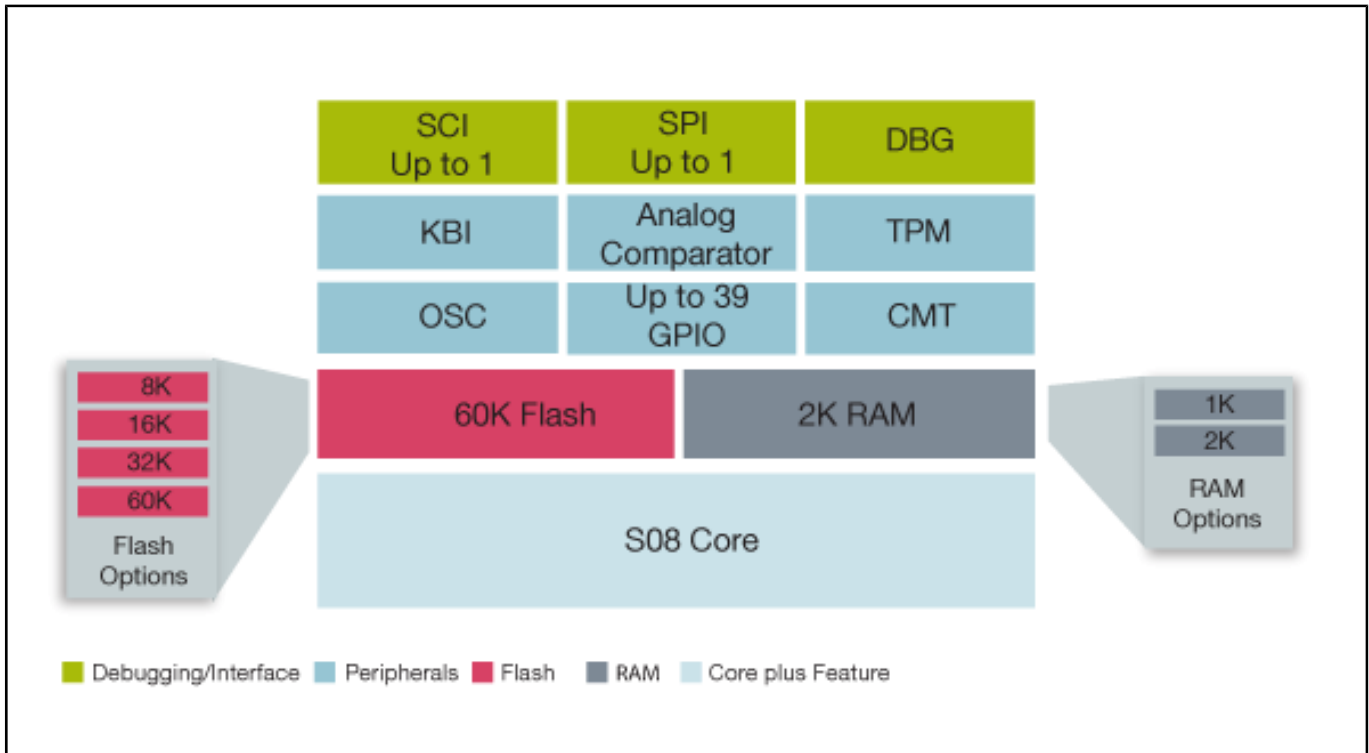 SCI
Up to 1
SPI
Up to 1
DBG
KBI
Analog
Comparator
TPM
OSC
Up to 39
GPIO
CMT
8K
16K
32K
60K
Flash
Options
60K Flash
2K RAM
1K
2K
RAM
Options
S08 Core
Debugging/Interface
Peripherals
Flash
RAM
Core plus Feature